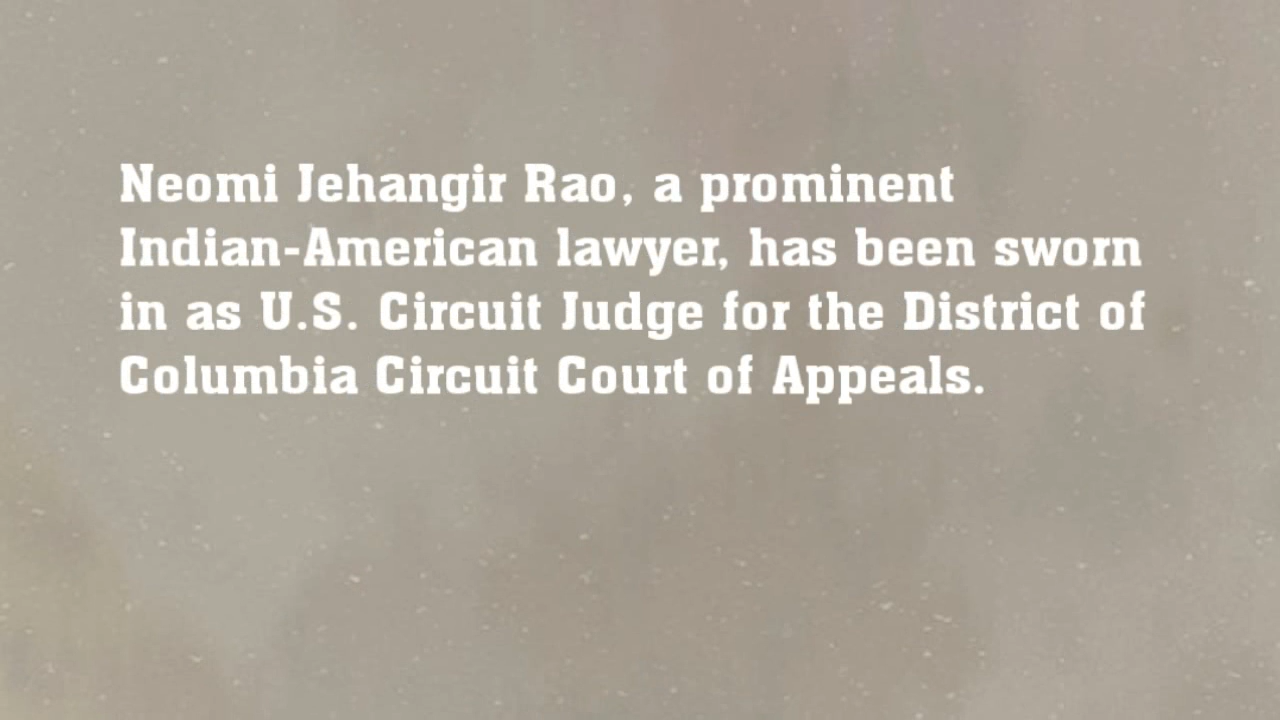 Neomi Jehangir Rao, a prominent
Indian-American lawyer, has been sworn
in as U.S. Circuit Judge for the District of
Columbia Circuit Court of Appeals.